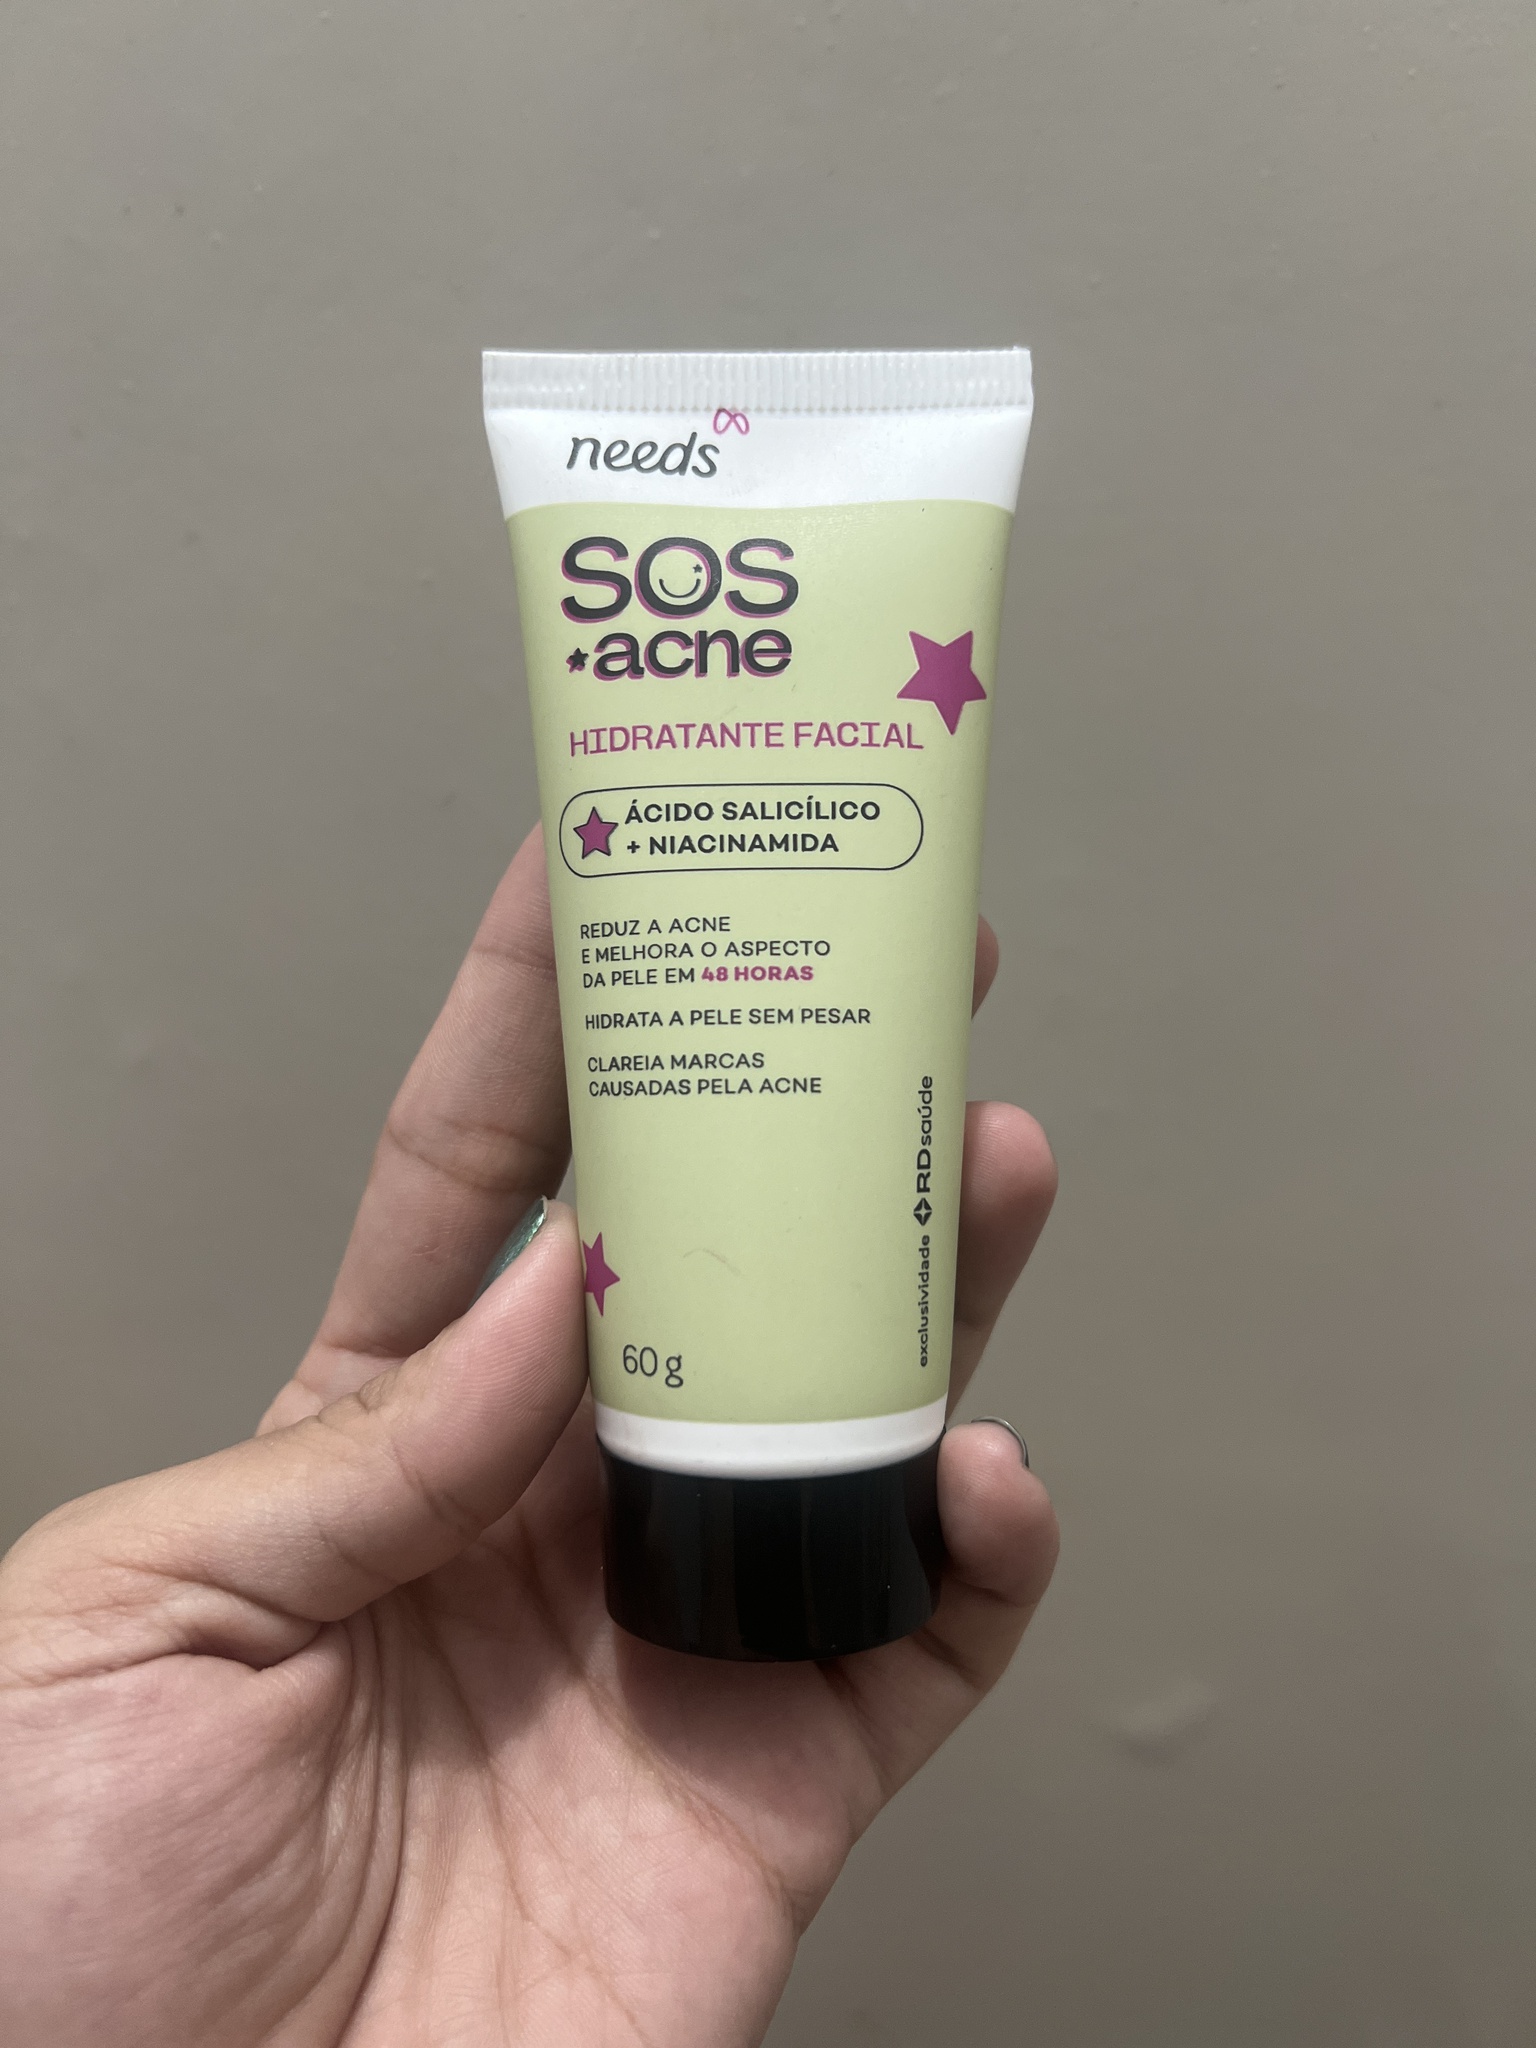 needs
SOS
acne
HIDRATANTE FACIAL
ÁCIDO SALICÍLICO
+ NIACINAMIDA
REDUZ A ACNE
E MELHORA O ASPECTO
DA PELE EM 48 HORAS
HIDRATA A PELE SEM PESAR
CLAREIA MARCAS
CAUSADAS PELA ACNE
exclusividade RDsaúde
60 g